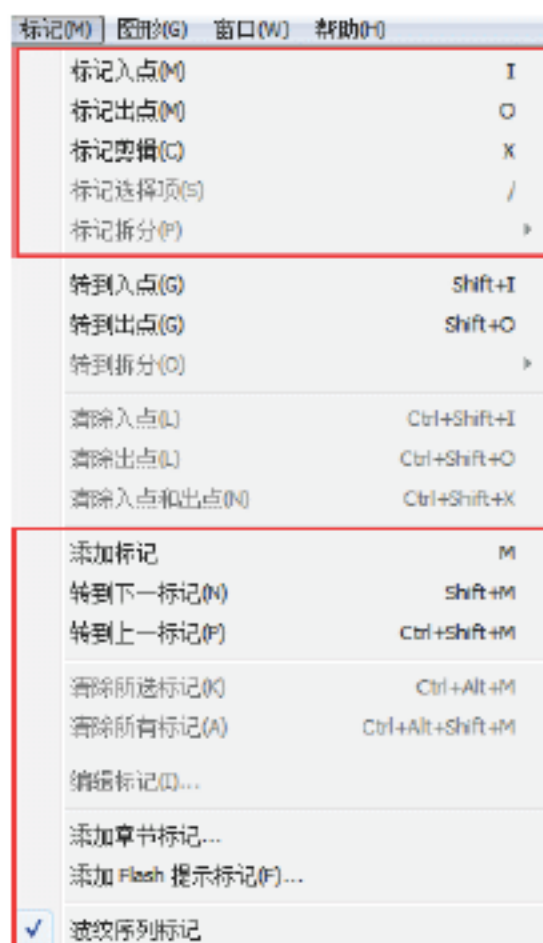 标记(M) 图形(G) 窗口(W) 帮助(H)
标记入点(M) I
标记出点(M) O
标记剪辑(C) X
标记选择项(S) /
标记拆分(P)
转到入点(G) Shift+I
转到出点(G) Shift+O
转到拆分(O)
清除入点(L) Ctrl+Shift+I
清除出点(L) Ctrl+Shift+O
清除入点和出点(N) Ctrl+Shift+X
添加标记 M
转到下一标记(N) Shift+M
转到上一标记(P) Ctrl+Shift+M
清除所选标记(K) Ctrl+Alt+M
清除所有标记(A) Ctrl+Alt+Shift+M
编辑标记(I)...
添加章节标记...
添加 Flash 提示标记(F)...
波纹序列标记